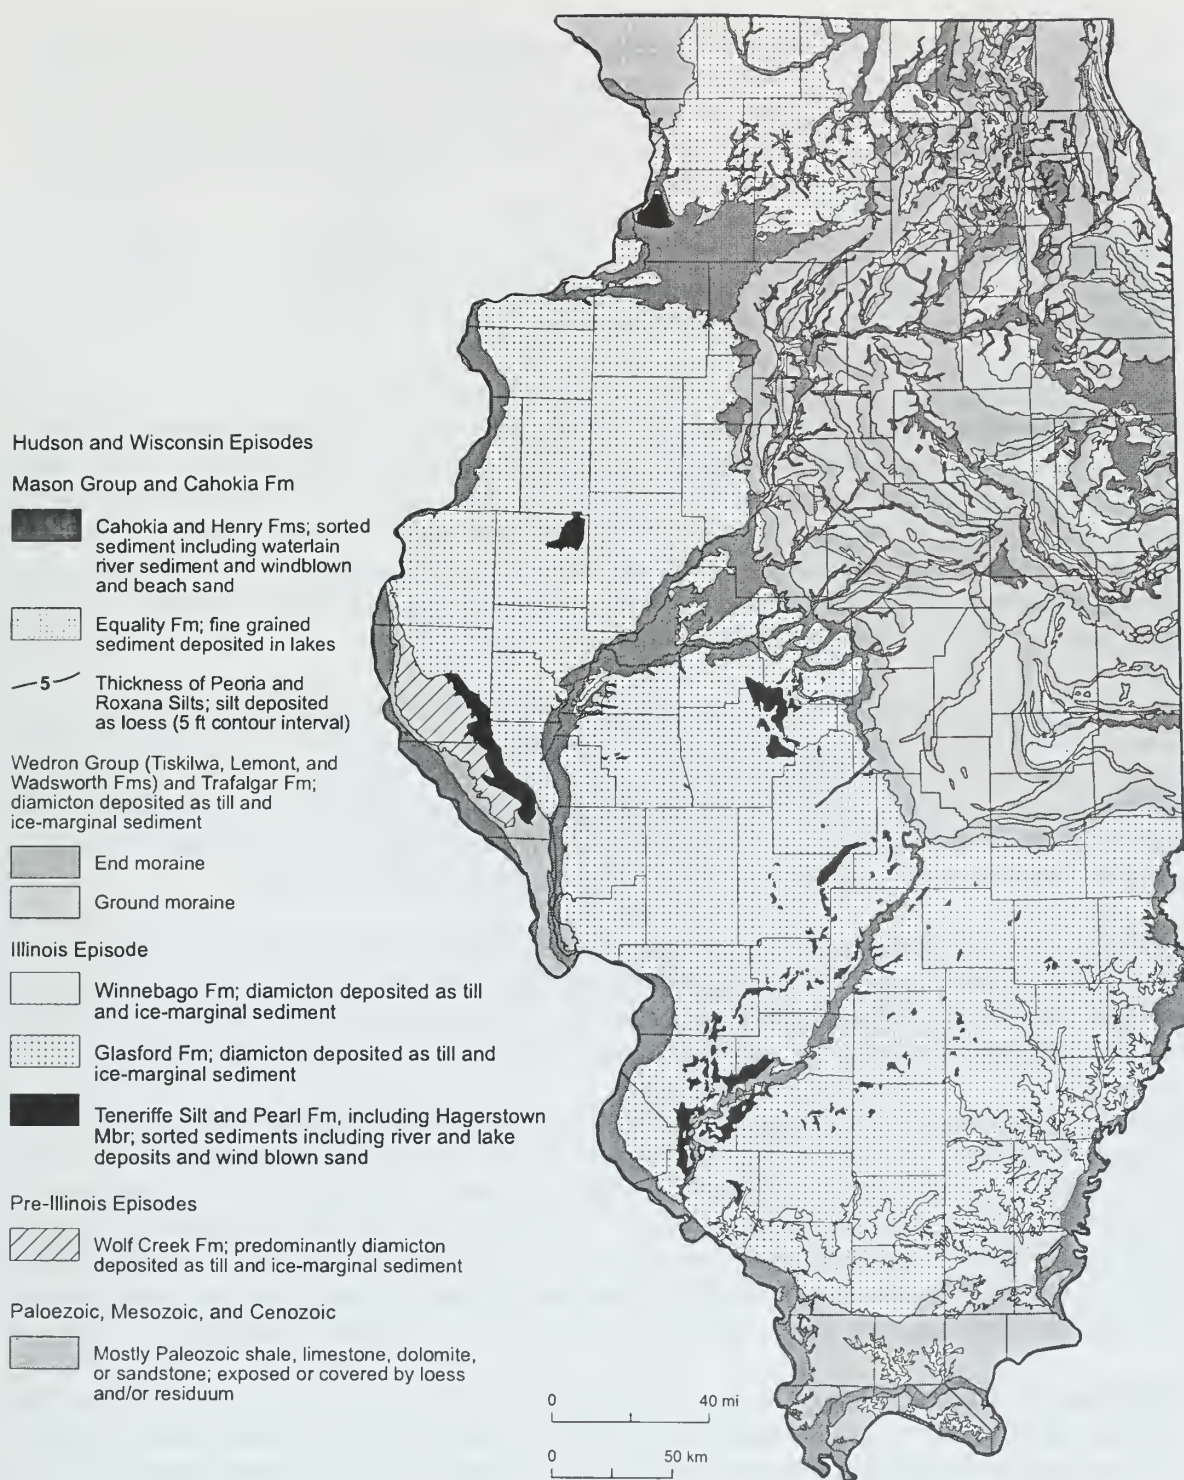 Hudson and Wisconsin Episodes
Mason Group and Cahokia Fm
Cahokia and Henry Fms; sorted
sediment including waterlain
river sediment and windblown
and beach sand
Equality Fm; fine grained
sediment deposited in lakes
5
Thickness of Peoria and
Roxana Silts; silt deposited
as loess (5 ft contour interval)
Wedron Group (Tiskilwa, Lemont, and
Wadsworth Fms) and Trafalgar Fm;
diamicton deposited as till and
ice-marginal sediment
End moraine
Ground moraine
Illinois Episode
Winnebago Fm; diamicton deposited as till
and ice-marginal sediment
Glasford Fm; diamicton deposited as till and
ice-marginal sediment
Teneriffe Silt and Pearl Fm, including Hagerstown
Mbr; sorted sediments including river and lake
deposits and wind blown sand
Pre-Illinois Episodes
Wolf Creek Fm; predominantly diamicton
deposited as till and ice-marginal sediment
Paloezoic, Mesozoic, and Cenozoic
Mostly Paleozoic shale, limestone, dolomite,
or sandstone; exposed or covered by loess
and/or residuum
0 40 mi
0 50 km